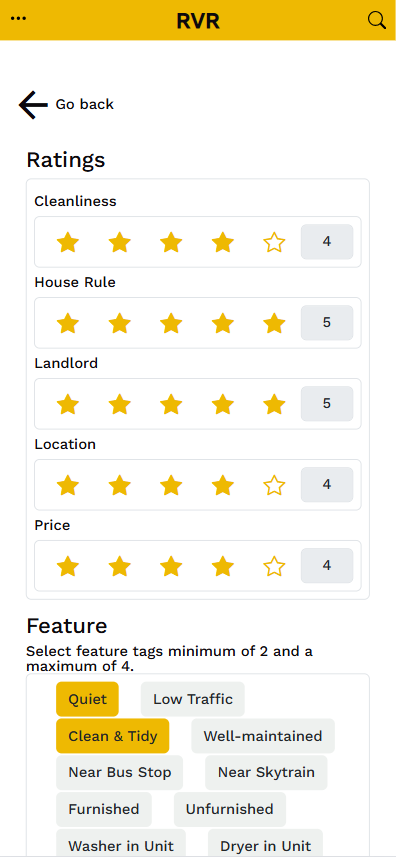 RVR
Go back
Ratings
Cleanliness
4
House Rule
5
Landlord
5
Location
4
Price
4
Feature
Select feature tags minimum of 2 and a
maximum of 4.
Quiet Low Traffic
Clean & Tidy Well-maintained
Near Bus Stop Near Skytrain
Furnished Unfurnished
Washer in Unit Dryer in Unit